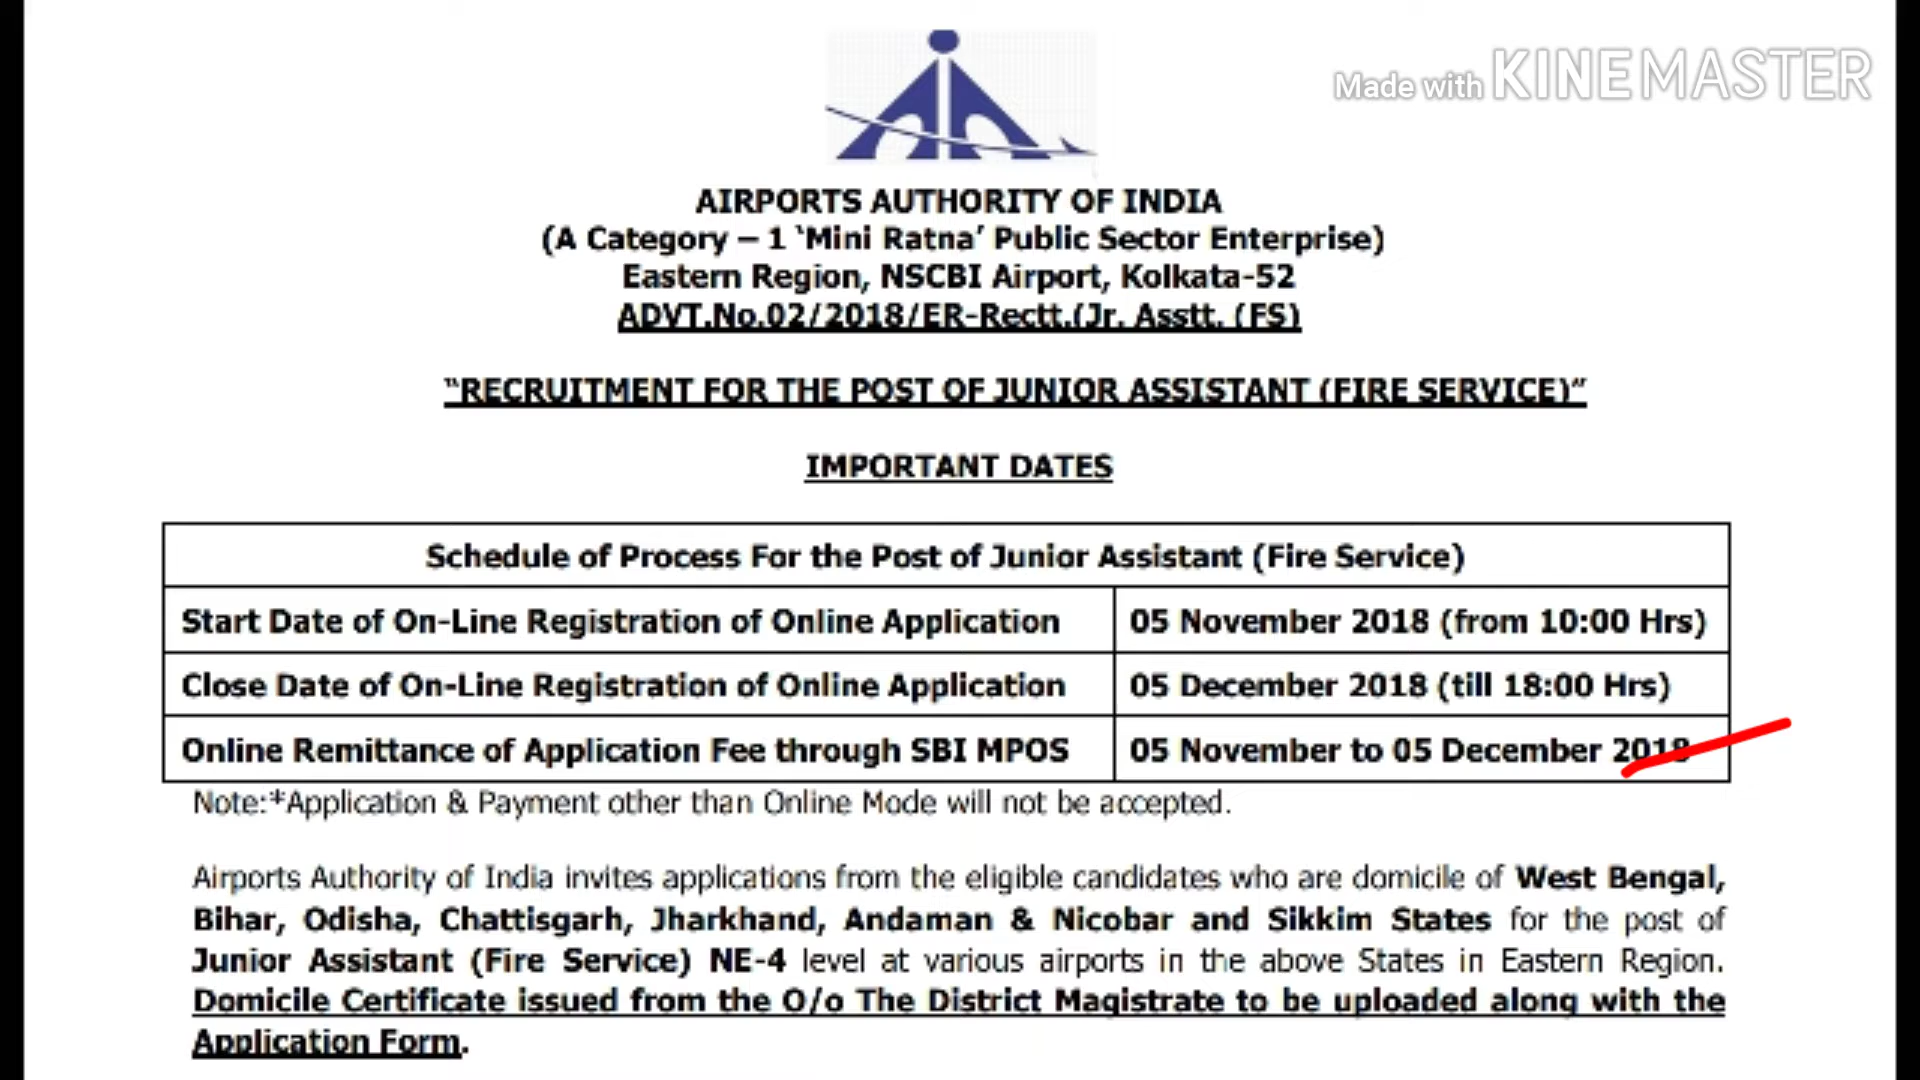 Made with KINEMASTER
AIRPORTS AUTHORITY OF INDIA
(A Category – 1 ‘Mini Ratna’ Public Sector Enterprise)
Eastern Region, NSCBI Airport, Kolkata-52
ADVT.No.02/2018/ER-Rectt.(Jr. Asstt. (FS)
“RECRUITMENT FOR THE POST OF JUNIOR ASSISTANT (FIRE SERVICE)”
IMPORTANT DATES
Schedule of Process For the Post of Junior Assistant (Fire Service)
Start Date of On-Line Registration of Online Application 05 November 2018 (from 10:00 Hrs)
Close Date of On-Line Registration of Online Application 05 December 2018 (till 18:00 Hrs)
Online Remittance of Application Fee through SBI MPOS 05 November to 05 December 2018
Note:*Application & Payment other than Online Mode will not be accepted.
Airports Authority of India invites applications from the eligible candidates who are domicile of West Bengal,
Bihar, Odisha, Chattisgarh, Jharkhand, Andaman & Nicobar and Sikkim States for the post of
Junior Assistant (Fire Service) NE-4 level at various airports in the above States in Eastern Region.
Domicile Certificate issued from the O/o The District Magistrate to be uploaded along with the
Application Form.